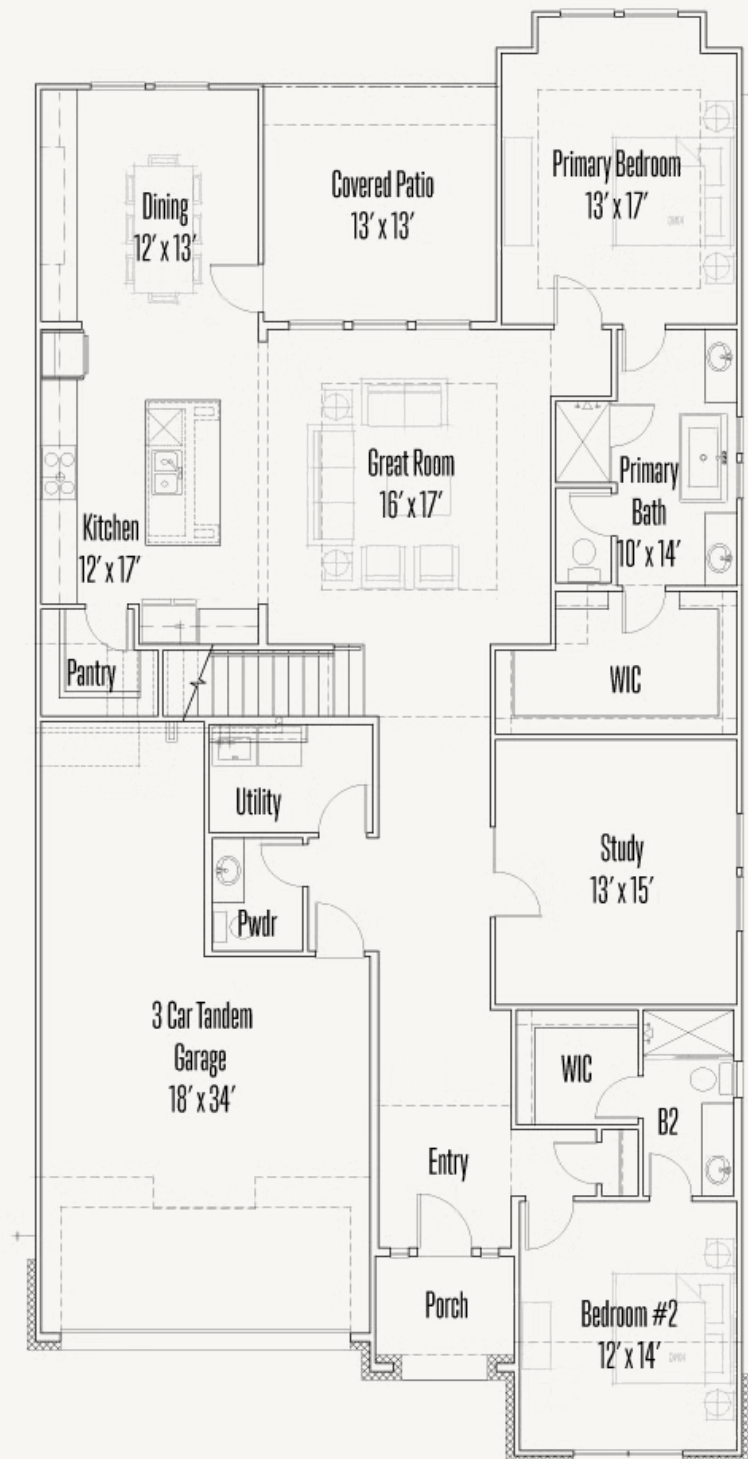 Primary Bedroom
13' x 17'
Covered Patio
13' x 13'
Dining
12' x 13'
Great Room
16' x 17'
Primary
Bath
10' x 14'
Kitchen
12' x 17'
Pantry
WIC
Utility
Study
13' x 15'
Pwdr
3 Car Tandem
Garage
18' x 34'
WIC
B2
Entry
Porch
Bedroom #2
12' x 14'